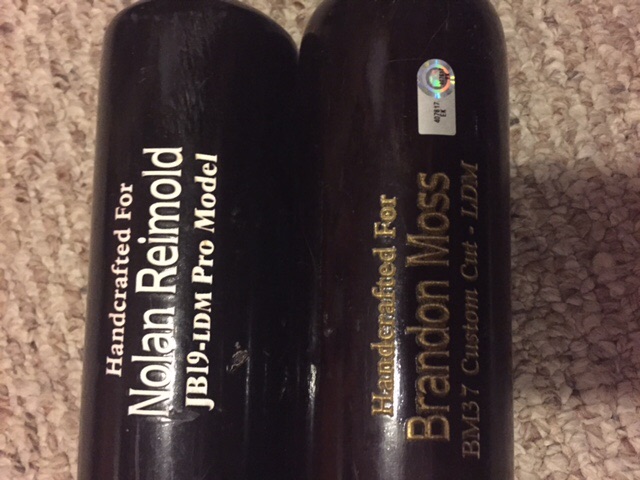 Handcrafted For
Nolan Reimold
JB19-LDM Pro Model
Handcrafted For
Brandon Moss
BM37 Custom Cut - LDM